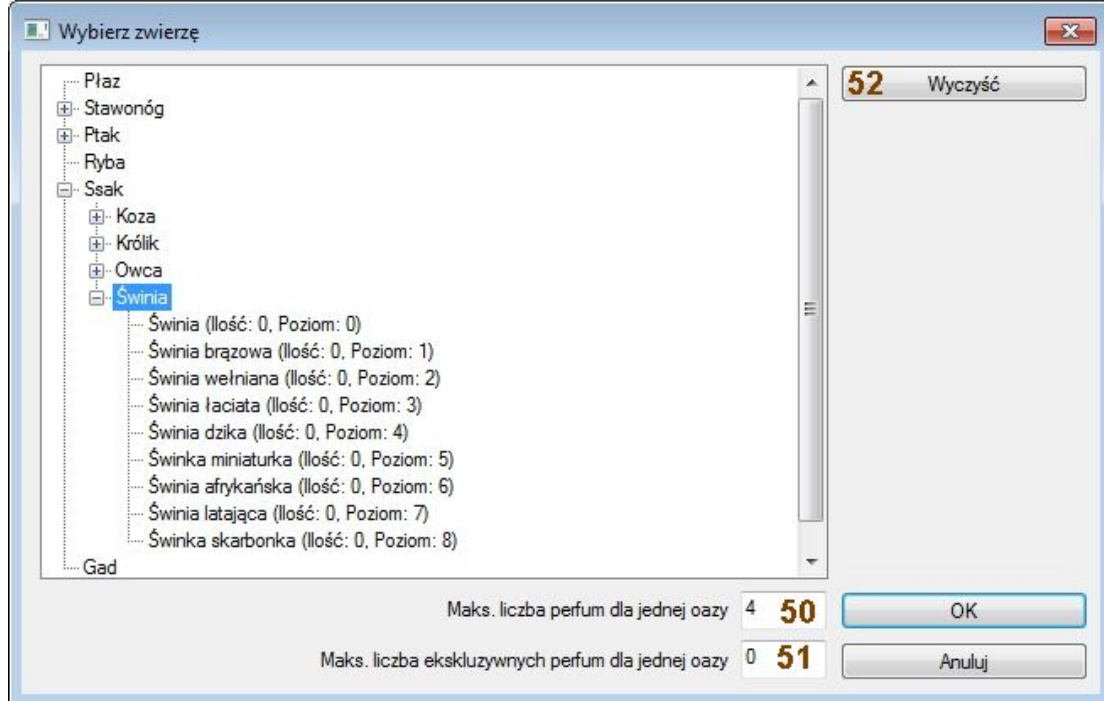 Wybierz zwierzę
Płaz
52 Wyczyść
Stawonóg
Ptak
Ryba
Ssak
Koza
Królik
Owca
Świnia
Świnia (Ilość: 0, Poziom: 0)
Świnia brązowa (Ilość: 0, Poziom: 1)
Świnia wełniana (Ilość: 0, Poziom: 2)
Świnia łaciata (Ilość: 0, Poziom: 3)
Świnia dzika (Ilość: 0, Poziom: 4)
Świnka miniaturka (Ilość: 0, Poziom: 5)
Świnia afrykańska (Ilość: 0, Poziom: 6)
Świnia latająca (Ilość: 0, Poziom: 7)
Świnka skarbonka (Ilość: 0, Poziom: 8)
Gad
Maks. liczba perfum dla jednej oazy 4 50 OK
Maks. liczba ekskluzywnych perfum dla jednej oazy 0 51 Anuluj